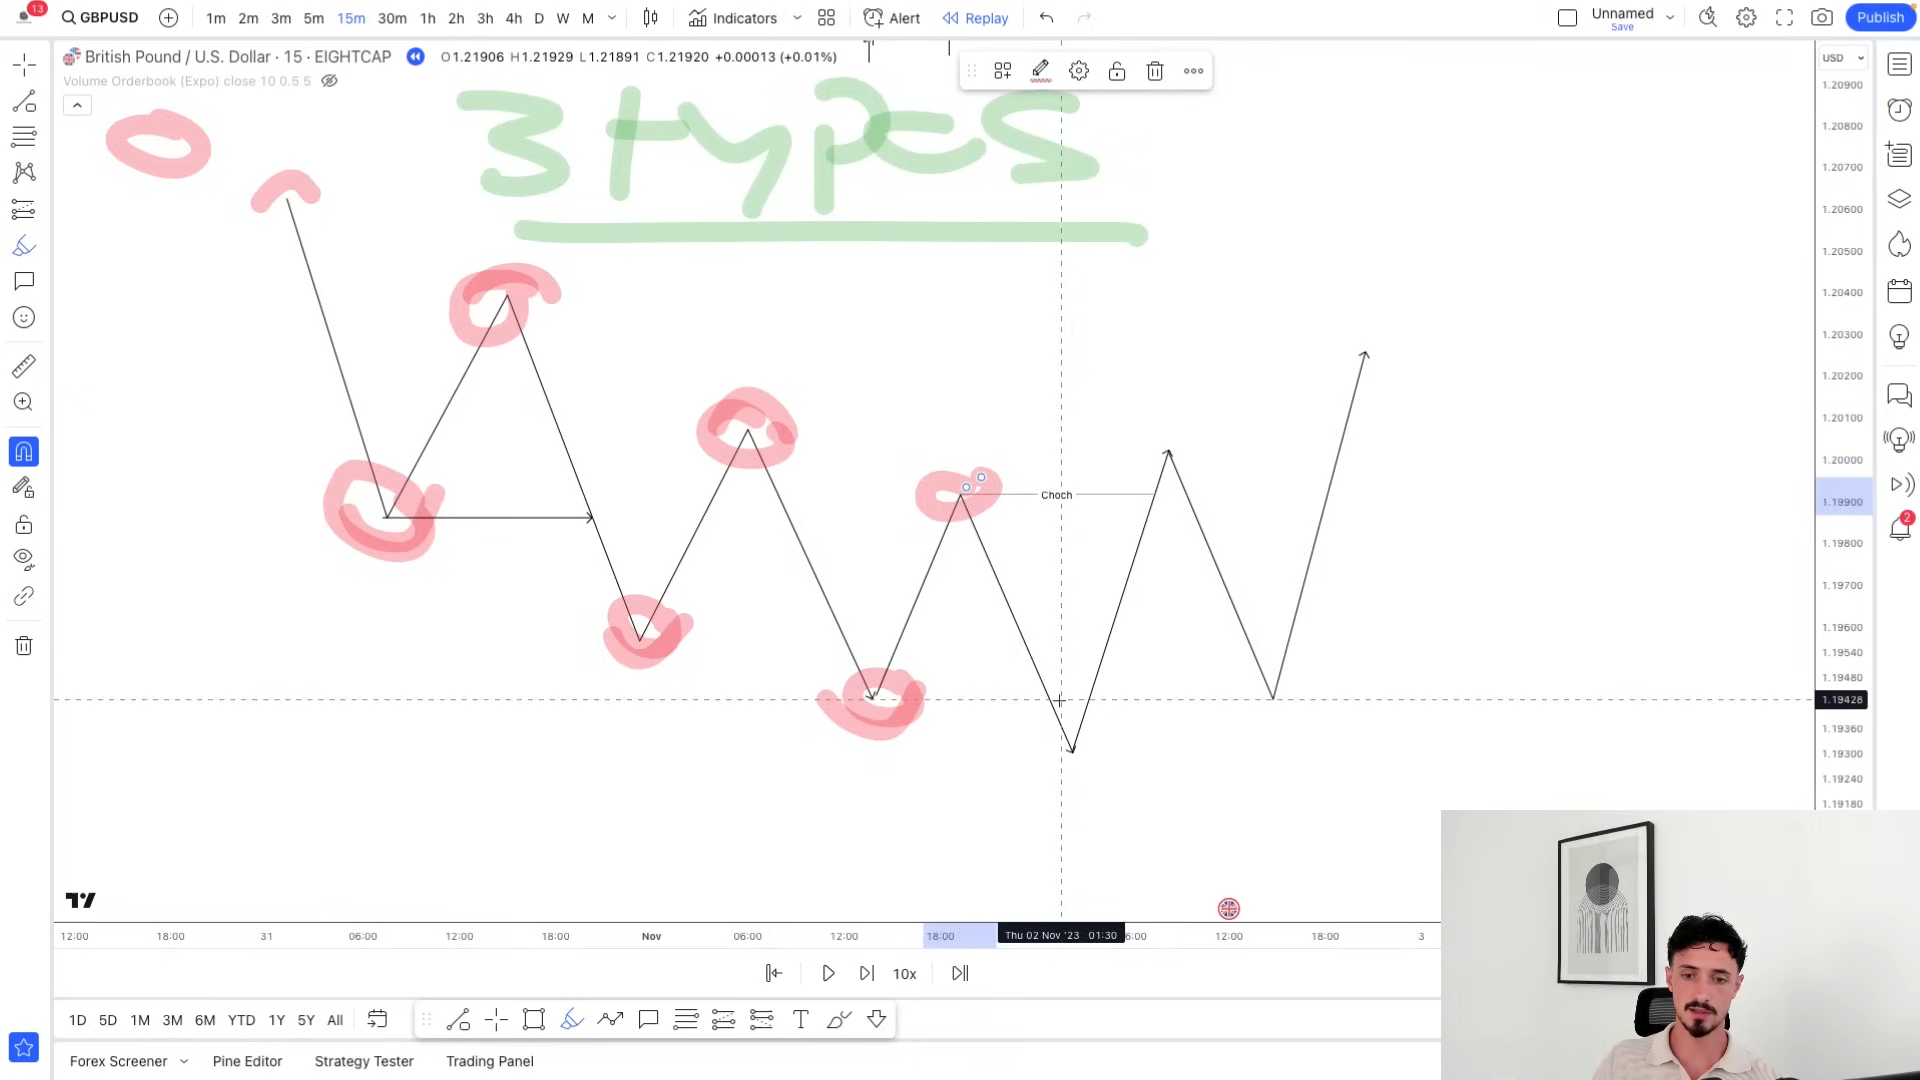 13
GBPUSD
1m 2m 3m 5m 15m 30m 1h 2h 3h 4h D W M
Indicators
Alert
Replay
Unnamed
Save
Publish
British Pound / U.S. Dollar · 15 · EIGHTCAP
O1.21906 H1.21929 L1.21891 C1.21920 +0.00013 (+0.01%)
Volume Orderbook (Expo) close 10 0.5 5
USD
3 types
Choch
1.20900
1.20800
1.20700
1.20600
1.20500
1.20400
1.20300
1.20200
1.20100
1.20000
1.19900
1.19800
1.19700
1.19600
1.19540
1.19480
1.19428
1.19360
1.19300
1.19240
1.19180
2
12:00 18:00 31 06:00 12:00 18:00 Nov 06:00 12:00 18:00 Thu 02 Nov '23 01:30 6:00 12:00 18:00 3
10x
1D 5D 1M 3M 6M YTD 1Y 5Y All
Forex Screener
Pine Editor
Strategy Tester
Trading Panel